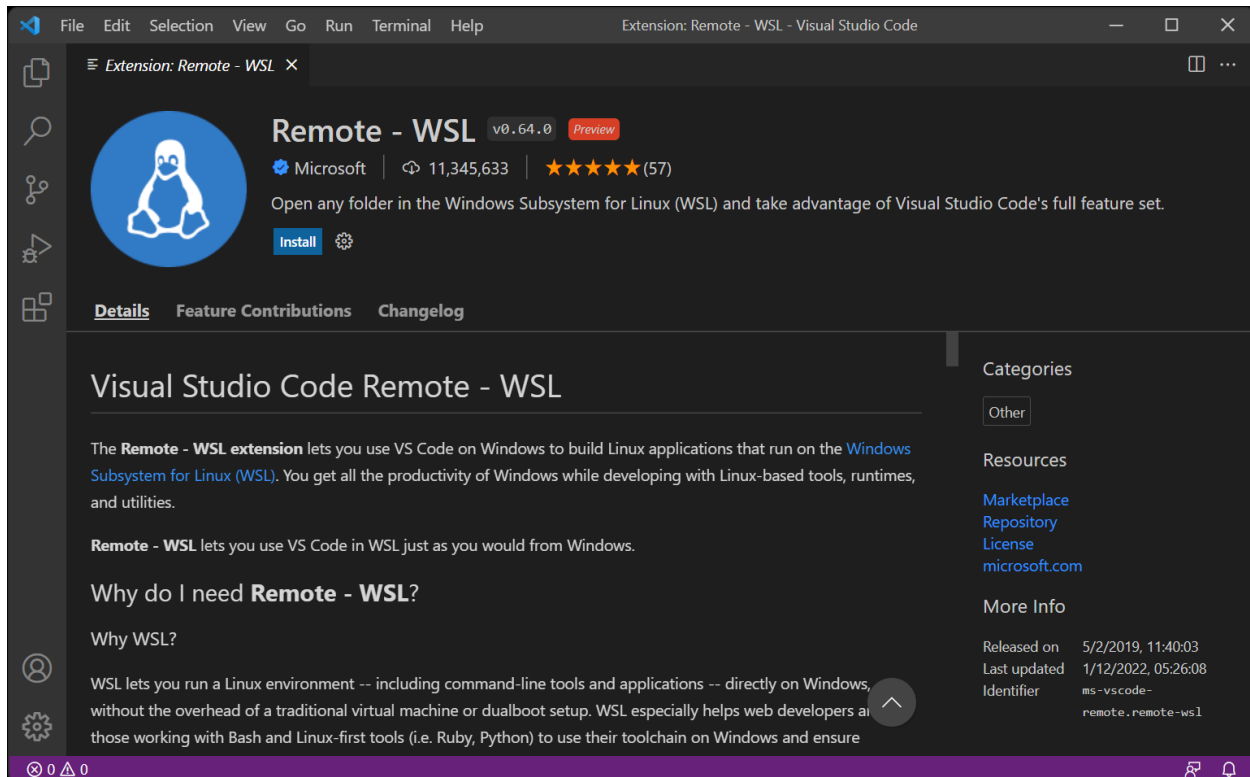 File Edit Selection View Go Run Terminal Help Extension: Remote - WSL - Visual Studio Code
Extension: Remote - WSL
Remote - WSL v0.64.0 Preview
Microsoft 11,345,633 (57)
Open any folder in the Windows Subsystem for Linux (WSL) and take advantage of Visual Studio Code's full feature set.
Install
Details Feature Contributions Changelog
Visual Studio Code Remote - WSL
The Remote - WSL extension lets you use VS Code on Windows to build Linux applications that run on the Windows
Subsystem for Linux (WSL). You get all the productivity of Windows while developing with Linux-based tools, runtimes,
and utilities.
Remote - WSL lets you use VS Code in WSL just as you would from Windows.
Why do I need Remote - WSL?
Why WSL?
WSL lets you run a Linux environment -- including command-line tools and applications -- directly on Windows,
without the overhead of a traditional virtual machine or dualboot setup. WSL especially helps web developers
those working with Bash and Linux-first tools (i.e. Ruby, Python) to use their toolchain on Windows and ensure
Categories
Other
Resources
Marketplace
Repository
License
microsoft.com
More Info
Released on 5/2/2019, 11:40:03
Last updated 1/12/2022, 05:26:08
Identifier ms-vscode-
remote.remote-wsl
0 0